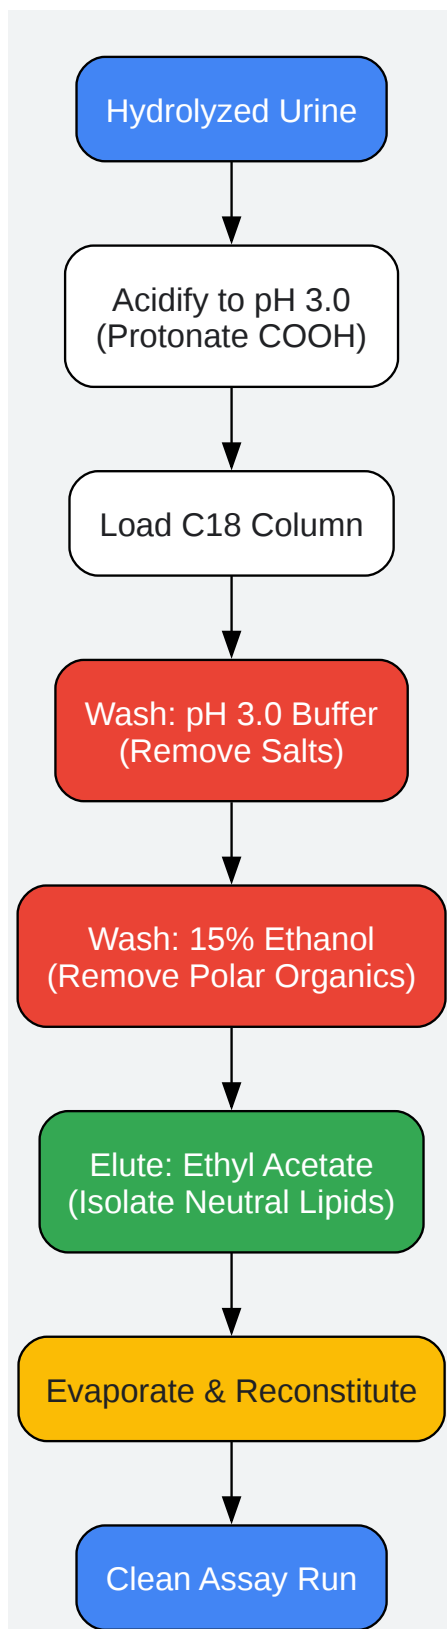 Hydrolyzed Urine
Acidify to pH 3.0
(Protonate COOH)
Load C18 Column
Wash: pH 3.0 Buffer
(Remove Salts)
Wash: 15% Ethanol
(Remove Polar Organics)
Elute: Ethyl Acetate
(Isolate Neutral Lipids)
Evaporate & Reconstitute
Clean Assay Run